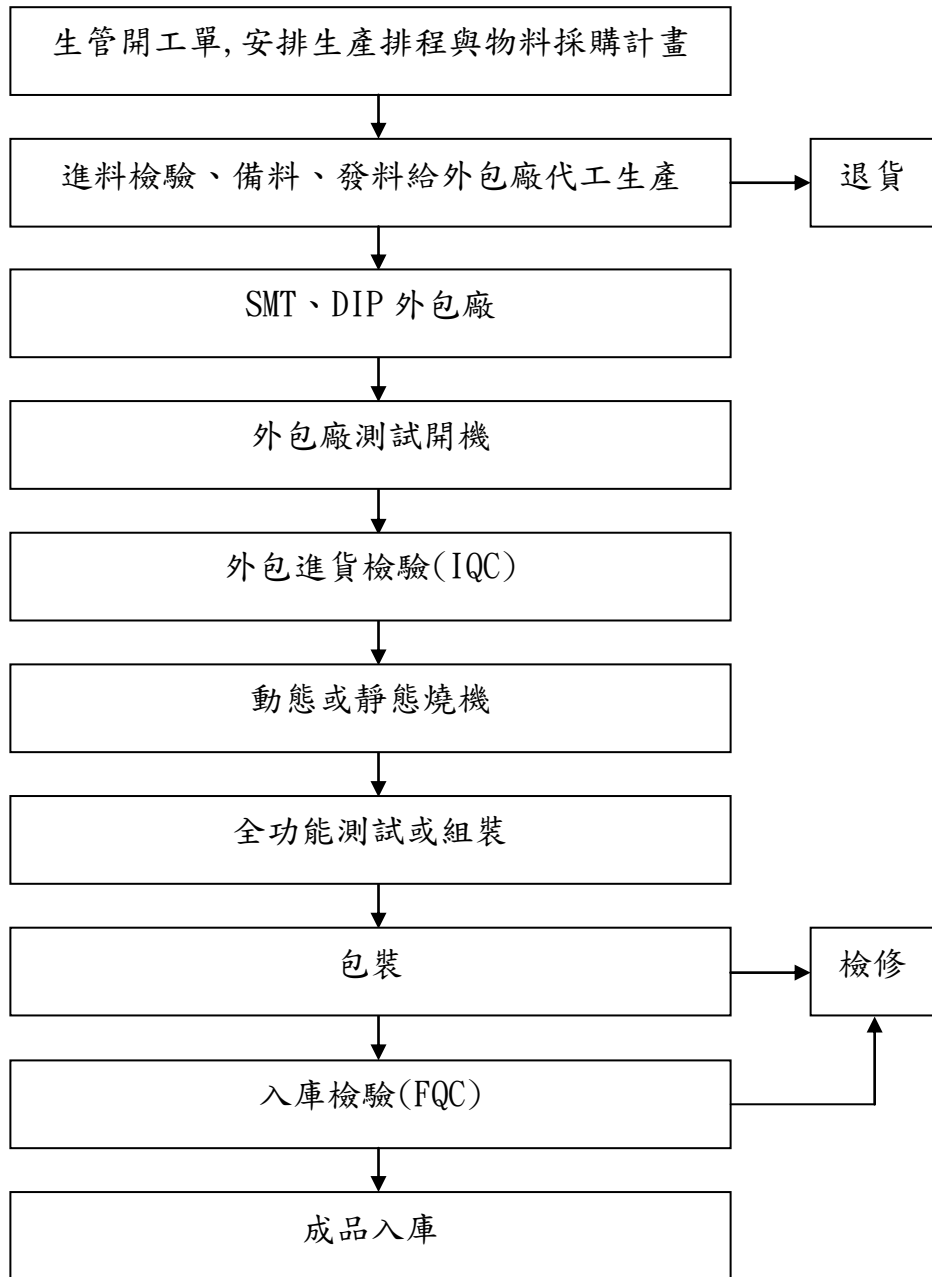 生管開工單,安排生產排程與物料採購計畫
進料檢驗、備料、發料給外包廠代工生產
退貨
SMT、DIP 外包廠
外包廠測試開機
外包進貨檢驗(IQC)
動態或靜態燒機
全功能測試或組裝
包裝
檢修
入庫檢驗(FQC)
成品入庫